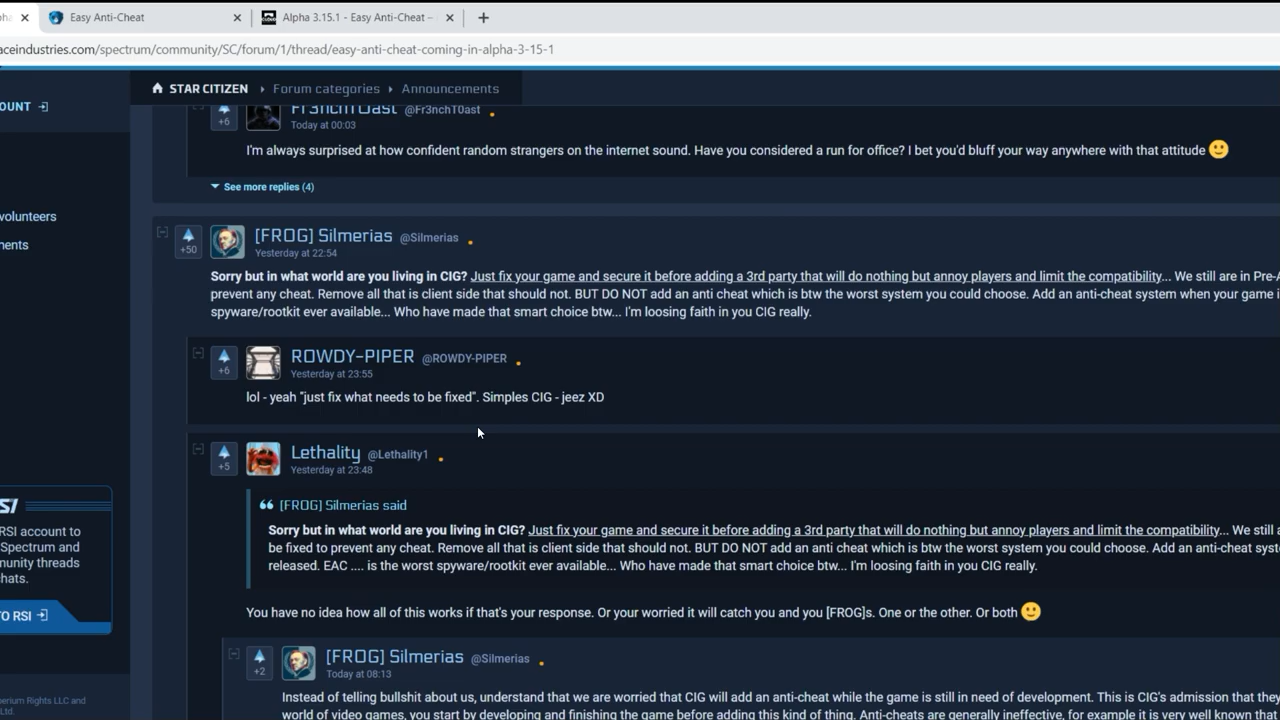 Easy Anti-Cheat
Alpha 3.15.1 - Easy Anti-Cheat –
aceindustries.com/spectrum/community/SC/forum/1/thread/easy-anti-cheat-coming-in-alpha-3-15-1
STAR CITIZEN Forum categories Announcements
OUNT
Fr3nchT0ast @Fr3nchT0ast
+6
Today at 00:03
I'm always surprised at how confident random strangers on the internet sound. Have you considered a run for office? I bet you'd bluff your way anywhere with that attitude 🙂
See more replies (4)
volunteers
ments
[FROG] Silmerias @Silmerias
+50
Yesterday at 22:54
Sorry but in what world are you living in CIG? Just fix your game and secure it before adding a 3rd party that will do nothing but annoy players and limit the compatibility... We still are in Pre-A
prevent any cheat. Remove all that is client side that should not. BUT DO NOT add an anti cheat which is btw the worst system you could choose. Add an anti-cheat system when your game i
spyware/rootkit ever available... Who have made that smart choice btw... I'm loosing faith in you CIG really.
ROWDY-PIPER @ROWDY-PIPER
+6
Yesterday at 23:55
lol - yeah "just fix what needs to be fixed". Simples CIG - jeez XD
Lethality @Lethality1
+5
Yesterday at 23:48
[FROG] Silmerias said
Sorry but in what world are you living in CIG? Just fix your game and secure it before adding a 3rd party that will do nothing but annoy players and limit the compatibility... We still a
be fixed to prevent any cheat. Remove all that is client side that should not. BUT DO NOT add an anti cheat which is btw the worst system you could choose. Add an anti-cheat syste
released. EAC .... is the worst spyware/rootkit ever available... Who have made that smart choice btw... I'm loosing faith in you CIG really.
You have no idea how all of this works if that's your response. Or your worried it will catch you and you [FROG]s. One or the other. Or both 🙂
SI
RSI account to
Spectrum and
munity threads
hats.
TO RSI
[FROG] Silmerias @Silmerias
+2
Today at 08:13
Instead of telling bullshit about us, understand that we are worried that CIG will add an anti-cheat while the game is still in need of development. This is CIG's admission that they
world of video games, you start by developing and finishing the game before adding this kind of thing. Anti-cheats are generally ineffective, for example it is very well known that
perium Rights LLC and
Ltd.